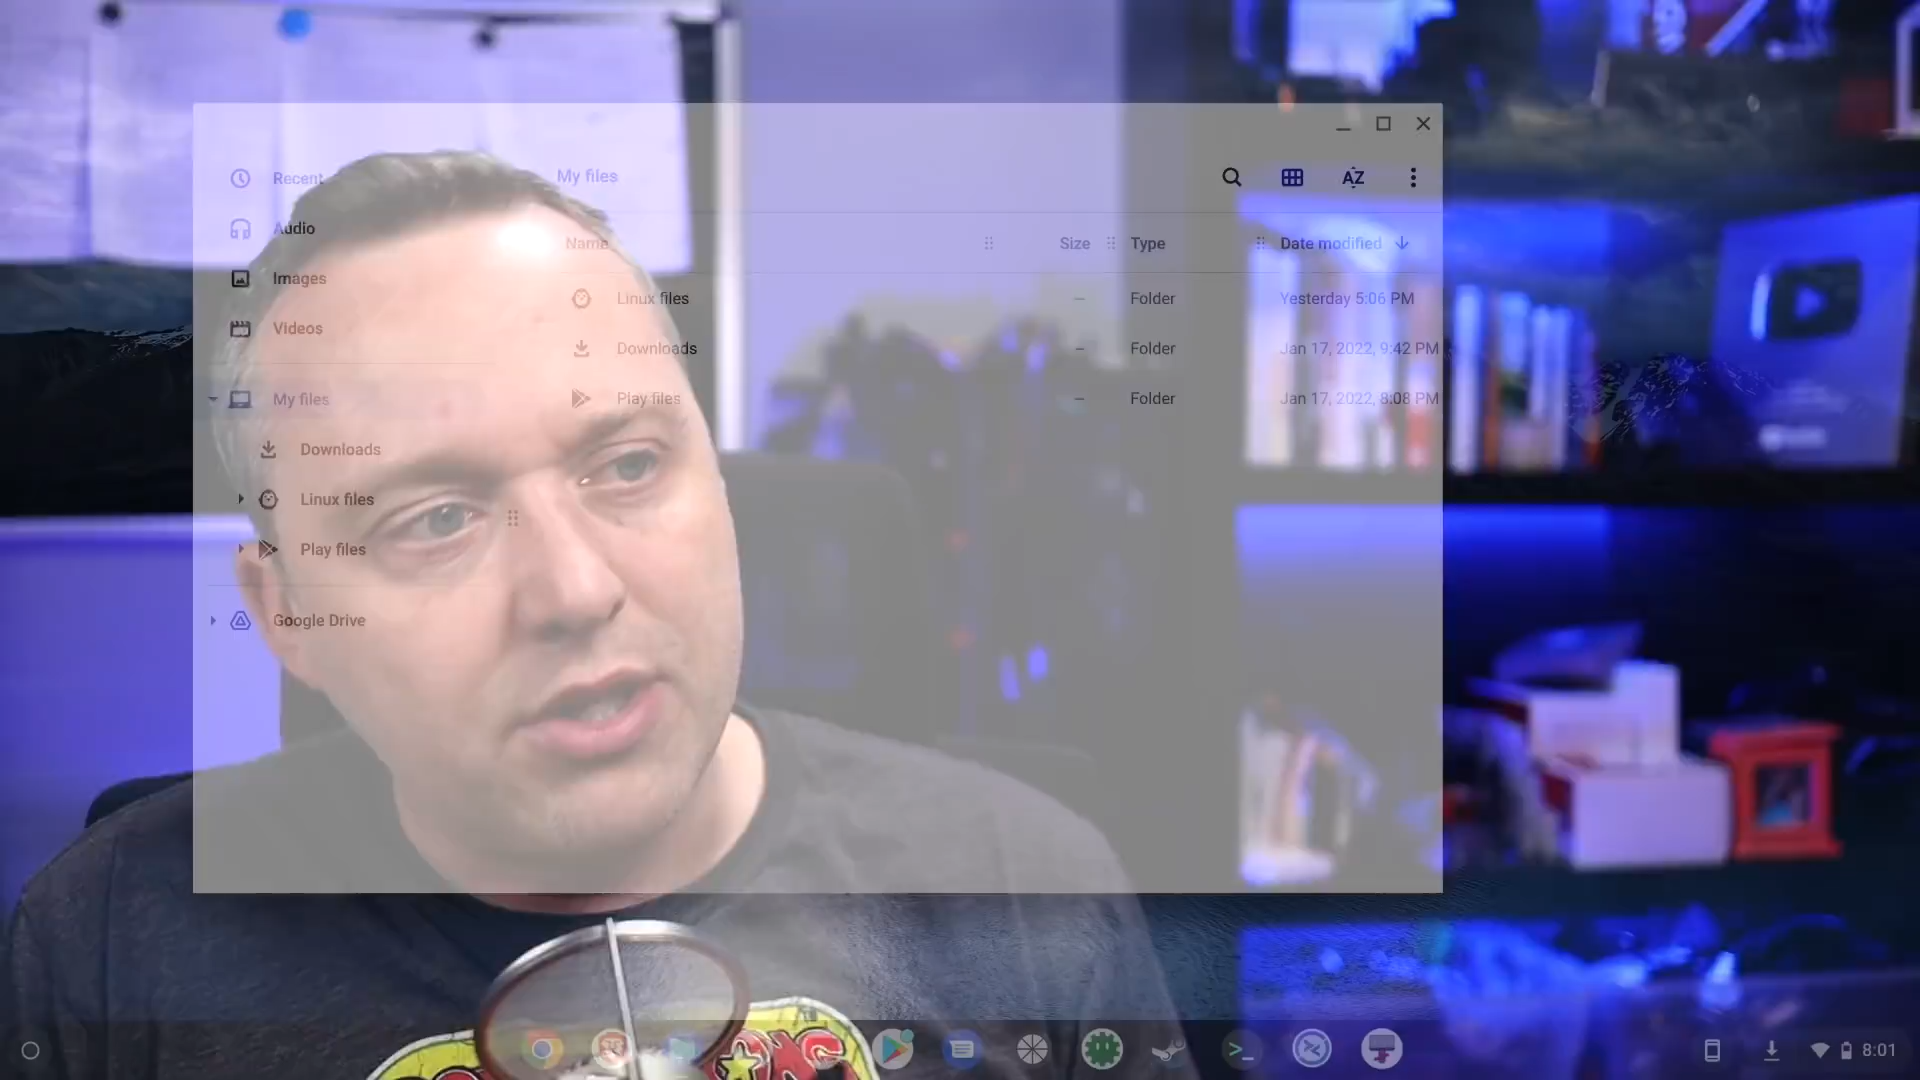 Recent
My files
AZ
Audio
Name
Size
Type
Date modified
Images
Linux files
–
Folder
Yesterday 5:06 PM
Videos
Downloads
–
Folder
Jan 17, 2022, 9:42 PM
My files
Play files
–
Folder
Jan 17, 2022, 8:08 PM
Downloads
Linux files
Play files
Google Drive
8:01